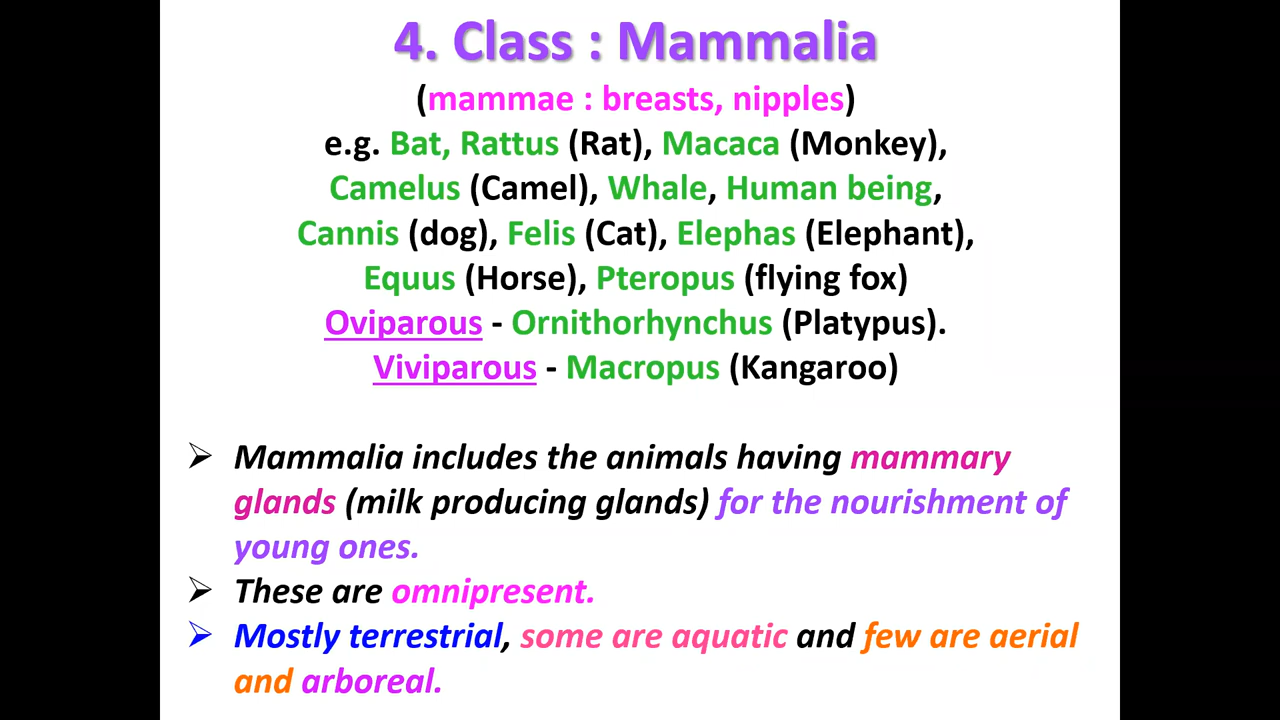 4. Class : Mammalia
(mammae : breasts, nipples)
e.g. Bat, Rattus (Rat), Macaca (Monkey),
Camelus (Camel), Whale, Human being,
Cannis (dog), Felis (Cat), Elephas (Elephant),
Equus (Horse), Pteropus (flying fox)
Oviparous - Ornithorhynchus (Platypus).
Viviparous - Macropus (Kangaroo)
➢ Mammalia includes the animals having mammary
glands (milk producing glands) for the nourishment of
young ones.
➢ These are omnipresent.
➢ Mostly terrestrial, some are aquatic and few are aerial
and arboreal.